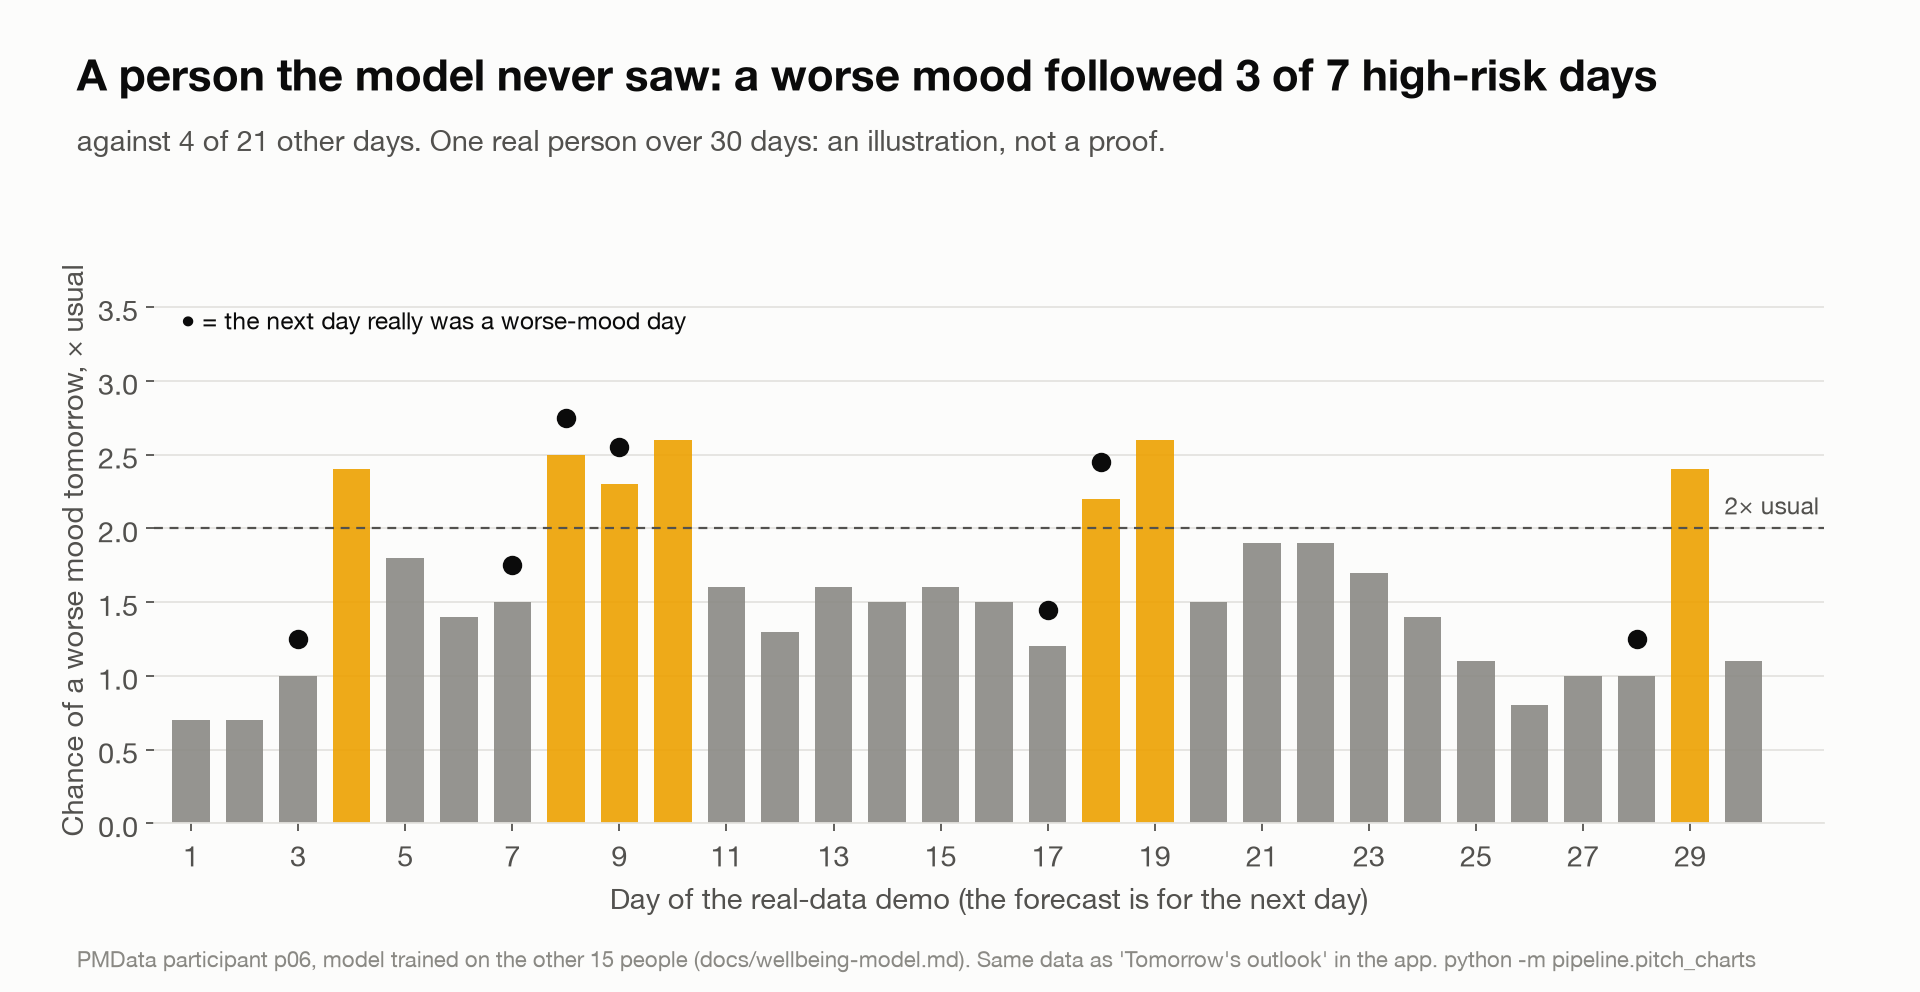 A person the model never saw: a worse mood followed 3 of 7 high-risk days
against 4 of 21 other days. One real person over 30 days: an illustration, not a proof.
Chance of a worse mood tomorrow, × usual
3.5
● = the next day really was a worse-mood day
3.0
2.5
2× usual
2.0
1.5
1.0
0.5
0.0
1 3 5 7 9 11 13 15 17 19 21 23 25 27 29
Day of the real-data demo (the forecast is for the next day)
PMData participant p06, model trained on the other 15 people (docs/wellbeing-model.md). Same data as 'Tomorrow's outlook' in the app. python -m pipeline.pitch_charts